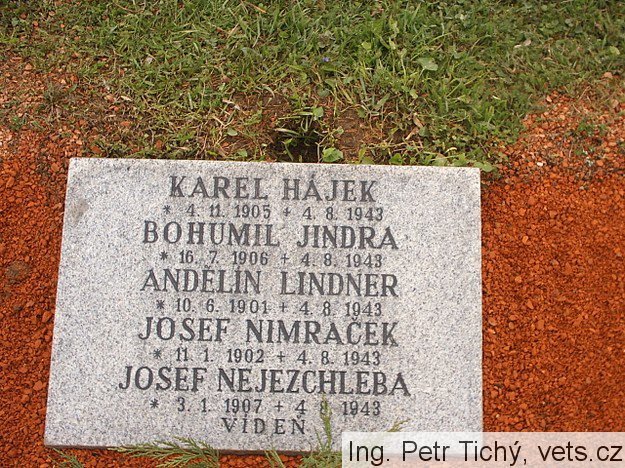 KAREL HÁJEK
* 4. 11. 1905 + 4. 8. 1943
BOHUMIL JINDRA
* 16. 7. 1906 + 4. 8. 1943
ANDĚLÍN LINDNER
* 10. 6. 1901 + 4. 8. 1943
JOSEF NIMRAČEK
* 11. 1. 1902 + 4. 8. 1943
JOSEF NEJEZCHLEBA
* 3. 1. 1907 + 4. 8. 1943
VÍDEŇ
Ing. Petr Tichý, vets.cz